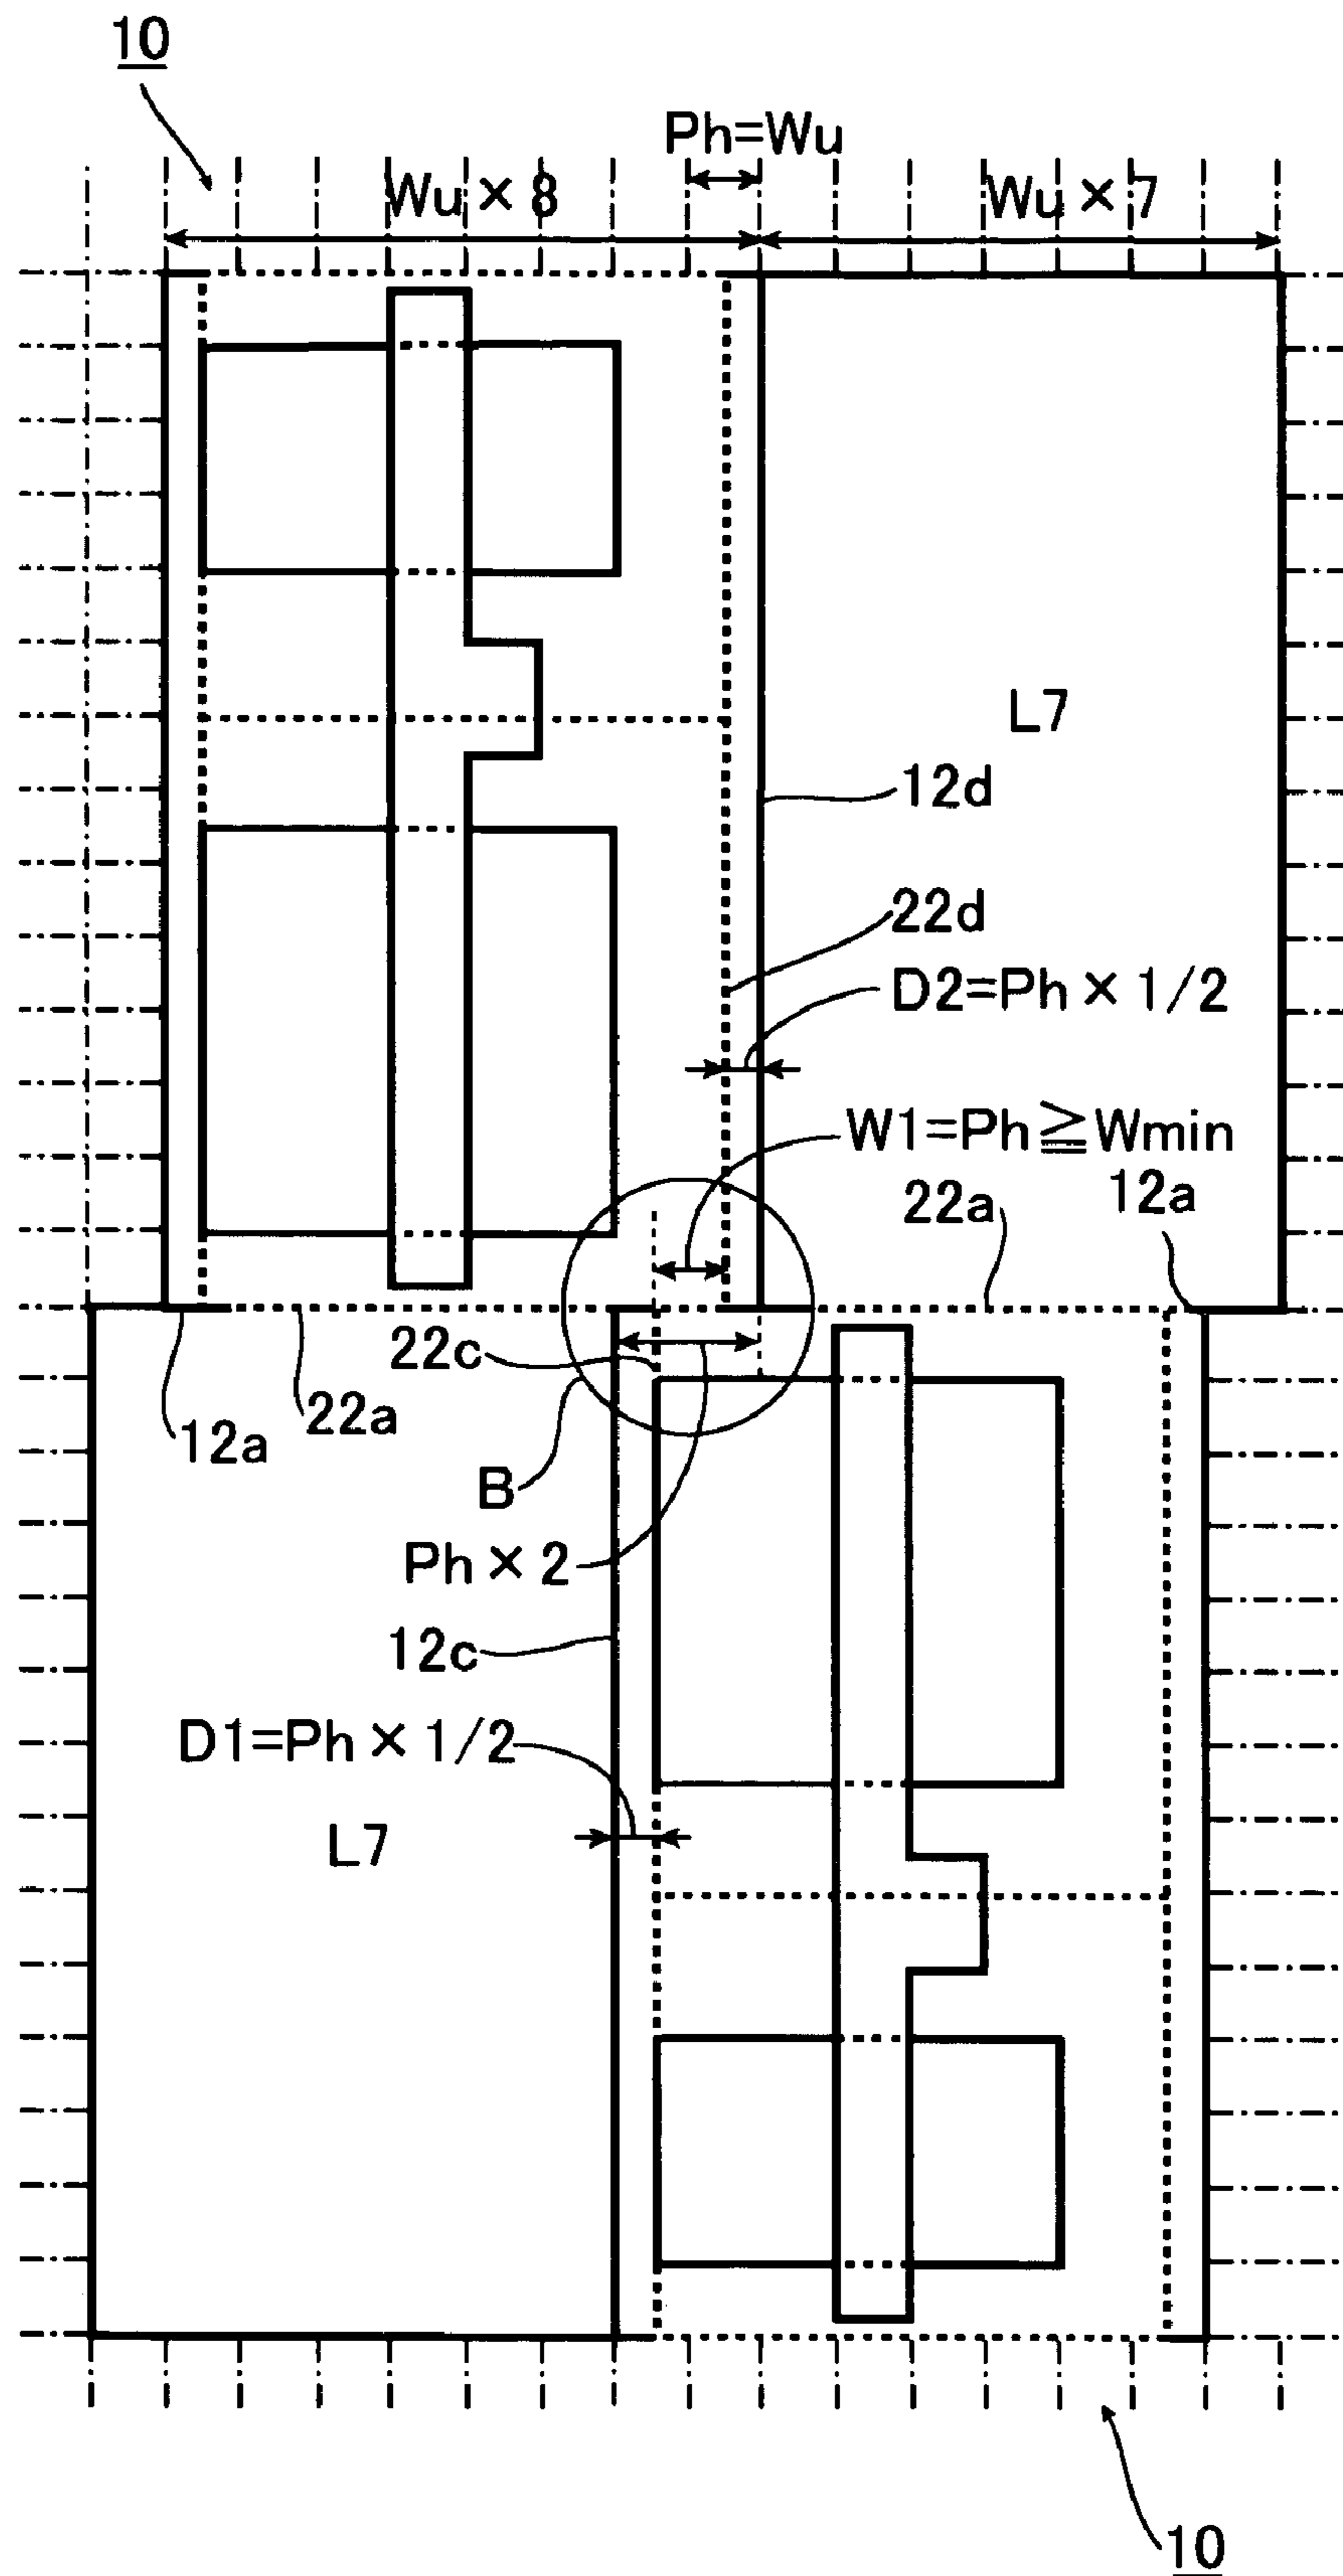 10
Ph=Wu
Wu × 8
Wu × 7
L7
12d
22d
D2=Ph × 1/2
W1=Ph≧Wmin
22a
12a
22c
12a
22a
B
Ph × 2
12c
D1=Ph × 1/2
L7
10